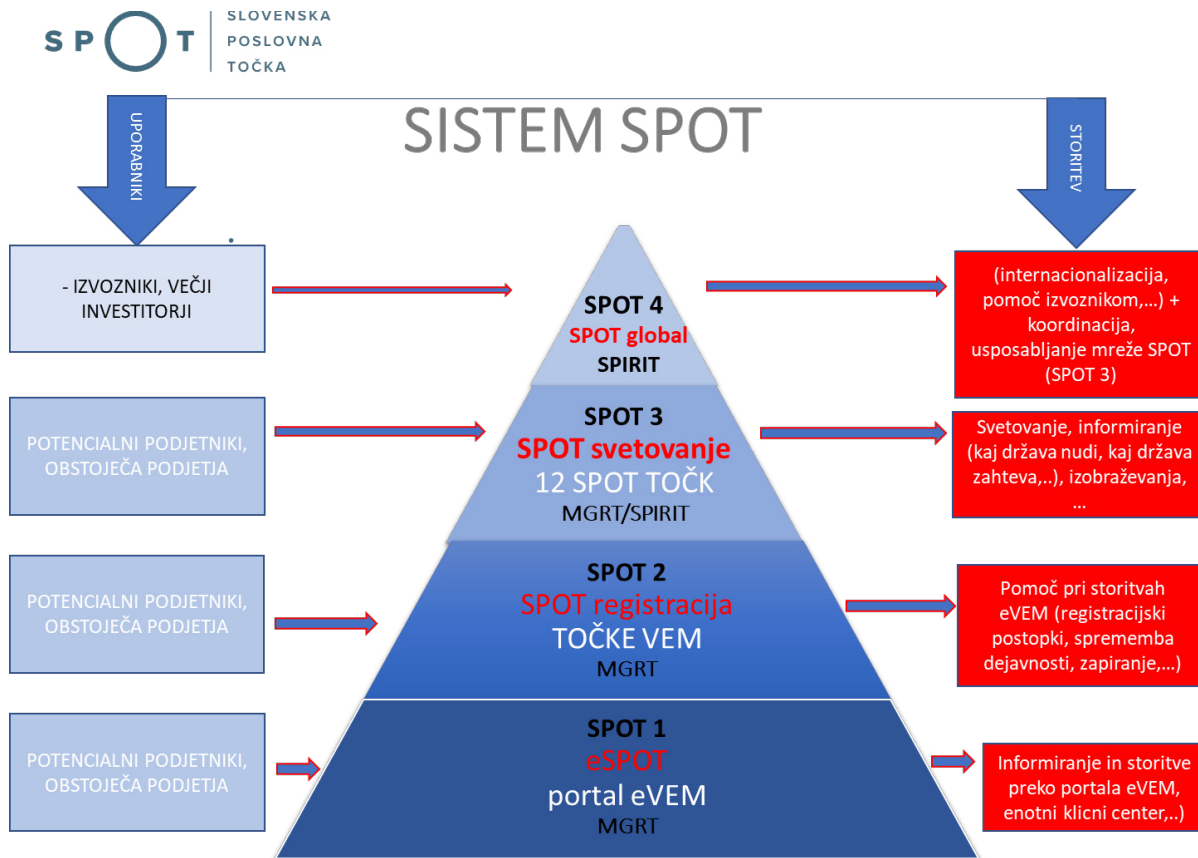 SPOT
SLOVENSKA
POSLOVNA
TOČKA
SISTEM SPOT
UPORABNIKI
STORITEV
- IZVOZNIKI, VEČJI
INVESTITORJI
SPOT 4
SPOT global
SPIRIT
(internacionalizacija,
pomoč izvoznikom,...) +
koordinacija,
usposabljanje mreže SPOT
(SPOT 3)
POTENCIALNI PODJETNIKI,
OBSTOJEČA PODJETJA
SPOT 3
SPOT svetovanje
12 SPOT TOČK
MGRT/SPIRIT
Svetovanje, informiranje
(kaj država nudi, kaj država
zahteva,..), izobraževanja,
...
POTENCIALNI PODJETNIKI,
OBSTOJEČA PODJETJA
SPOT 2
SPOT registracija
TOČKE VEM
MGRT
Pomoč pri storitvah
eVEM (registracijski
postopki, sprememba
dejavnosti, zapiranje,...)
POTENCIALNI PODJETNIKI,
OBSTOJEČA PODJETJA
SPOT 1
eSPOT
portal eVEM
MGRT
Informiranje in storitve
preko portala eVEM,
enotni klicni center,..)